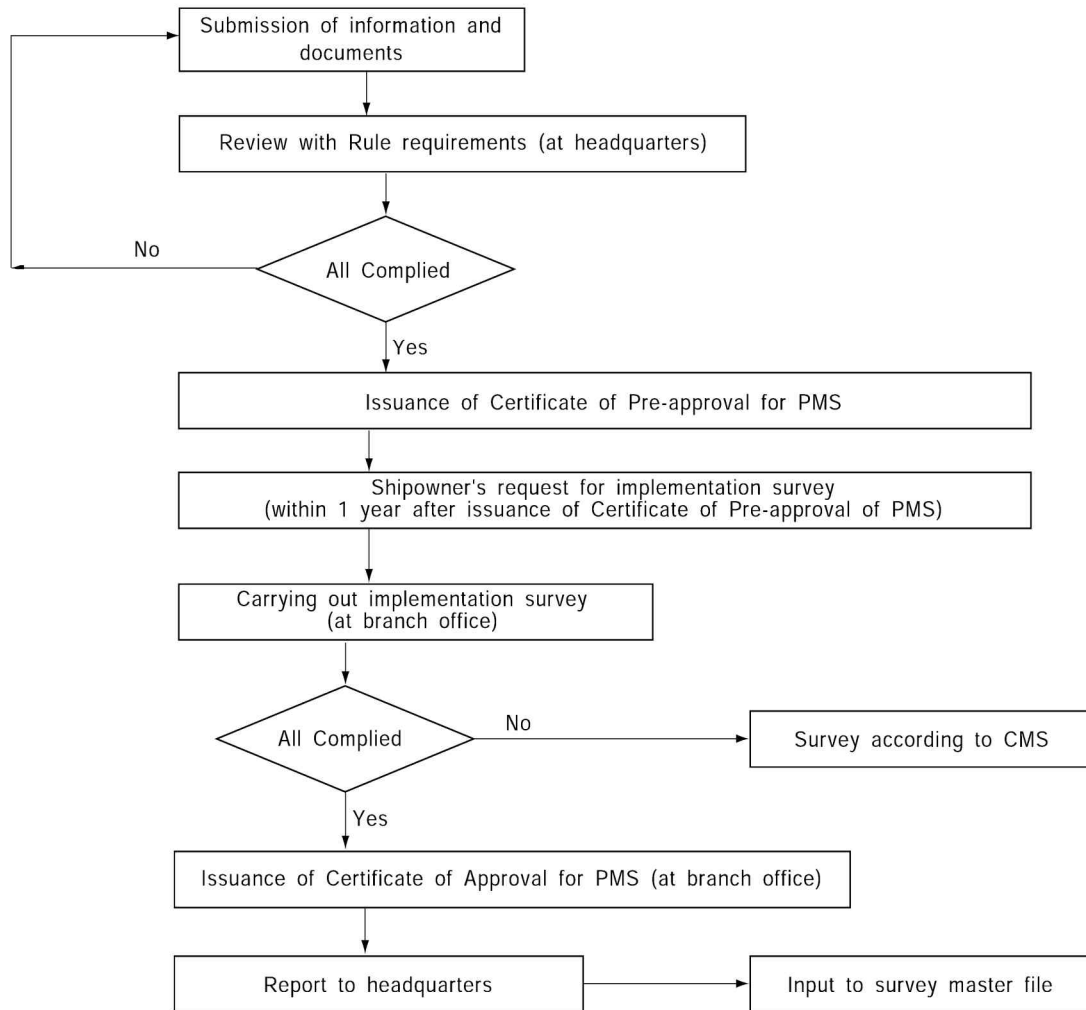 Submission of information and
documents
Review with Rule requirements (at headquarters)
No
All Complied
Yes
Issuance of Certificate of Pre-approval for PMS
Shipowner's request for implementation survey
(within 1 year after issuance of Certificate of Pre-approval of PMS)
Carrying out implementation survey
(at branch office)
All Complied
No
Survey according to CMS
Yes
Issuance of Certificate of Approval for PMS (at branch office)
Report to headquarters
Input to survey master file